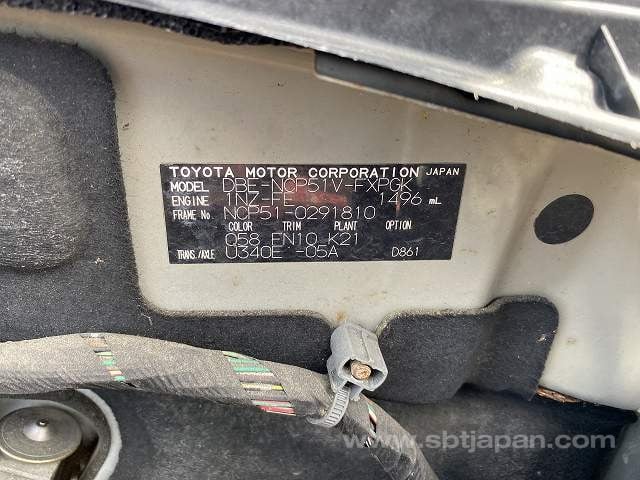 TOYOTA MOTOR CORPORATION JAPAN
MODEL DBE-NCP51V-FXPGK
ENGINE 1NZ-FE 1496 mL
FRAME No. NCP51-0291810
COLOR TRIM PLANT OPTION
058 EN10 K21
TRANS./AXLE U340E -05A D861
www.sbtjapan.com